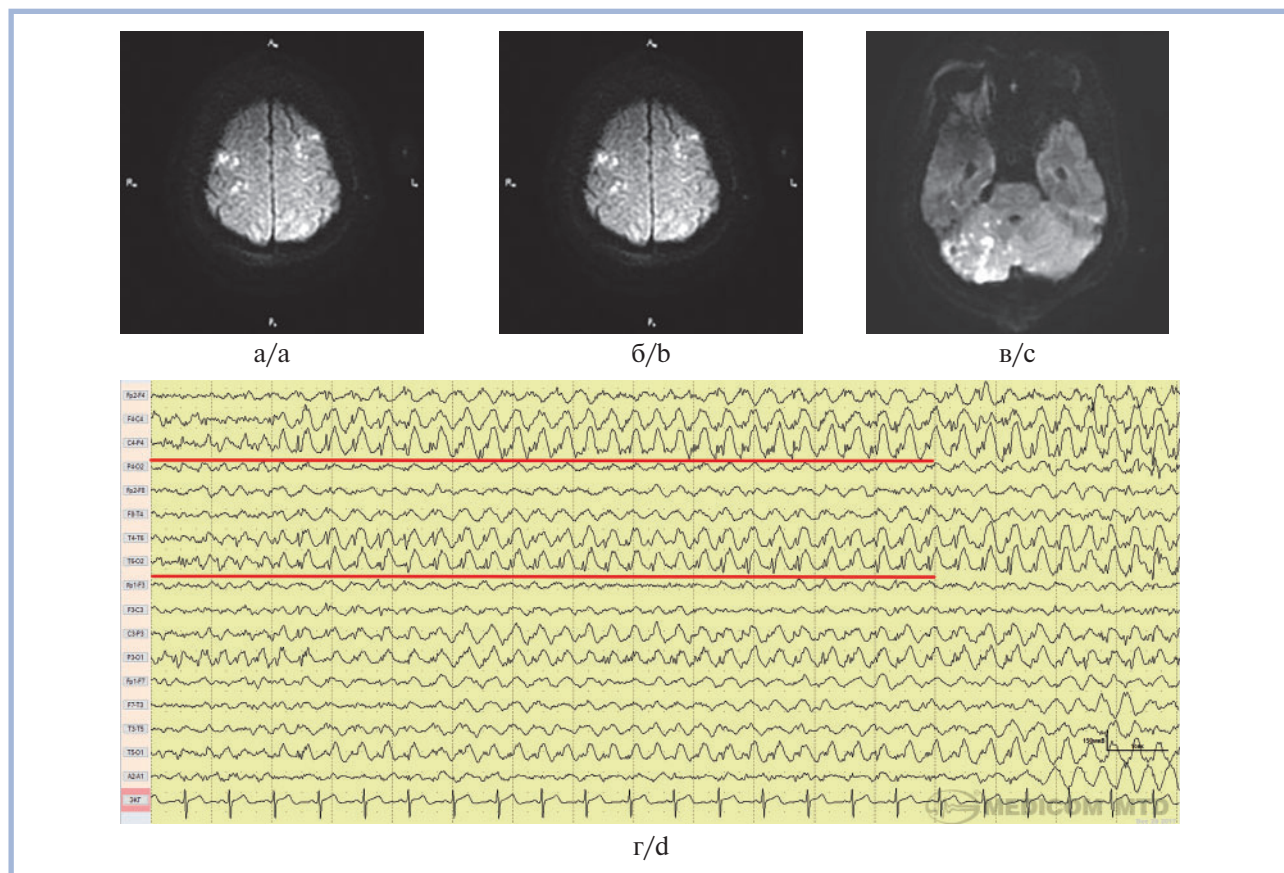 а/a
б/b
в/c
Fp2-F4
F4-C4
C4-P4
P4-O2
Fp2-F8
F8-T4
T4-T6
T6-O2
Fp1-F3
F3-C3
C3-P3
P3-O1
Fp1-F7
F7-T3
T3-T5
T5-O1
A2-A1
ЭКГ
MEDICOM MTD
г/d